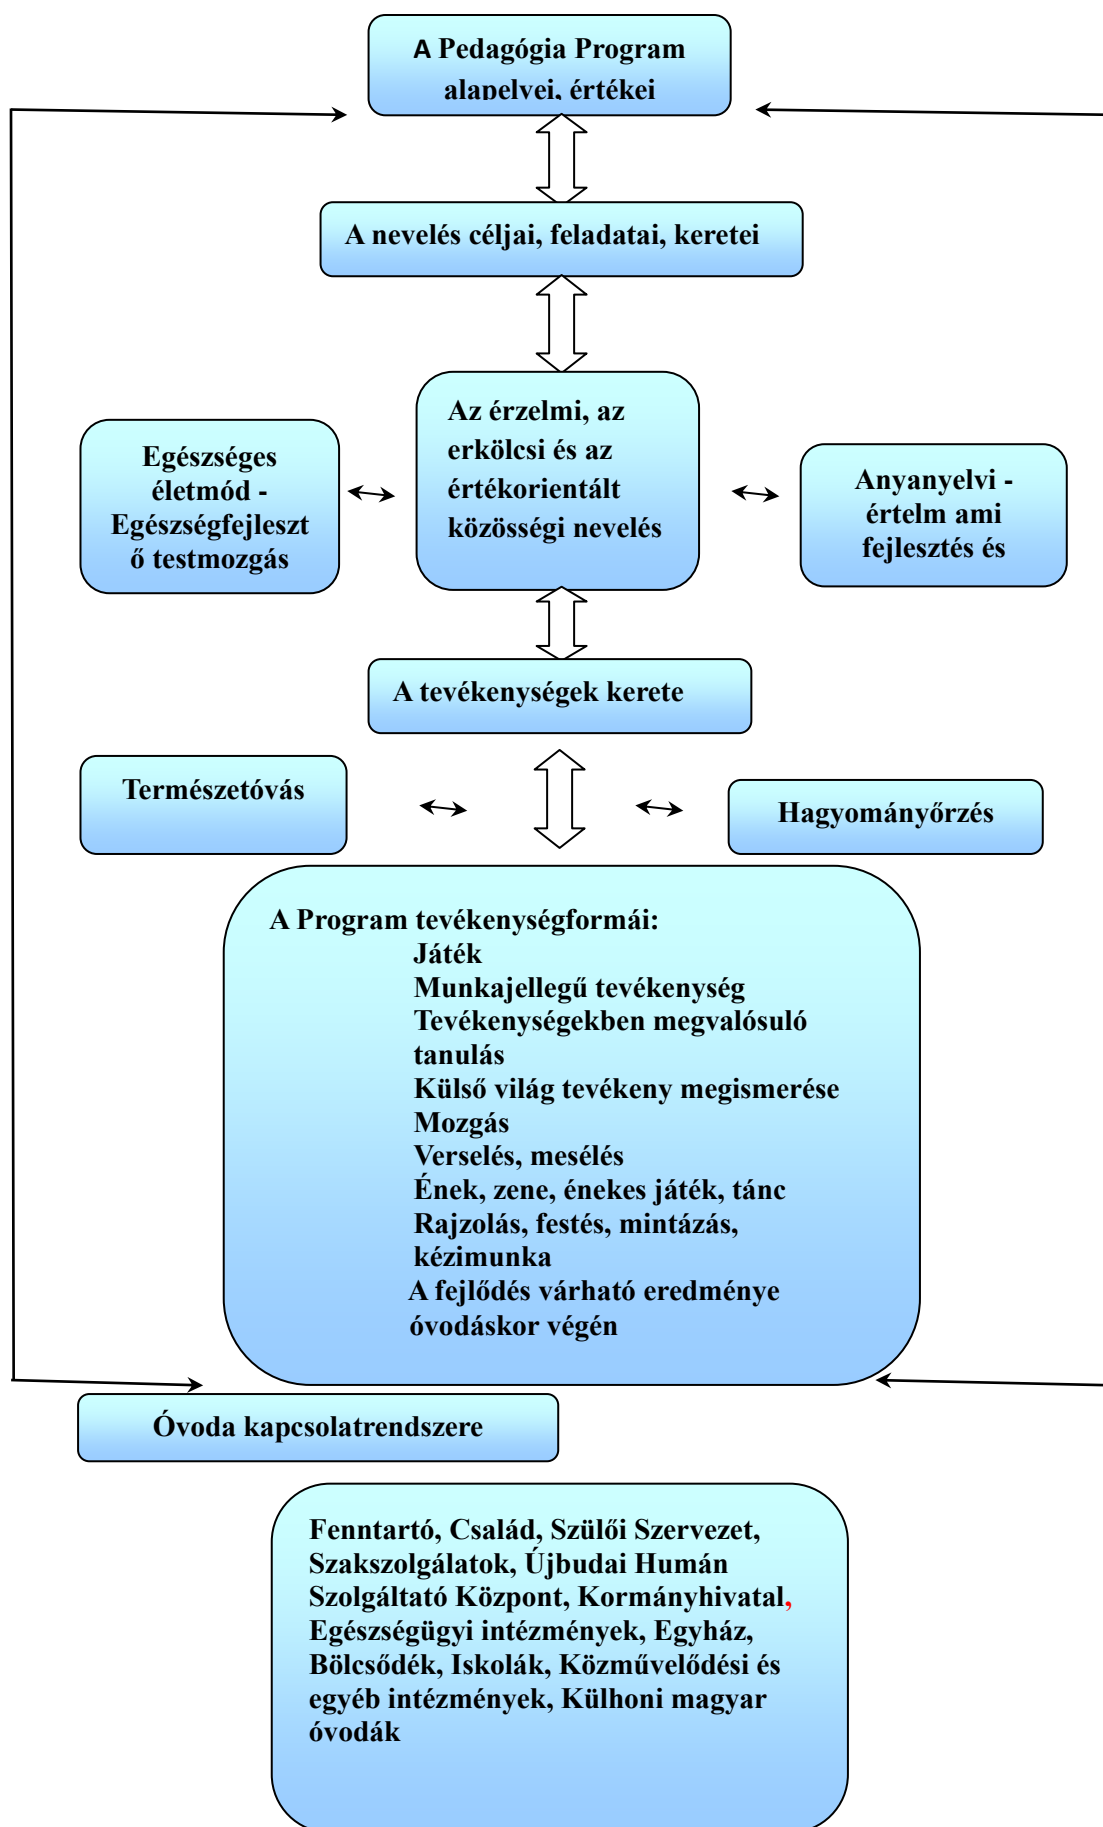 A Pedagógia Program
alapelvei, értékei
A nevelés céljai, feladatai, keretei
Az érzelmi, az
erkölcsi és az
értékorientált
közösségi nevelés
Egészséges
életmód -
Egészségfejleszt
ő testmozgás
Anyanyelvi -
értelm ami
fejlesztés és
A tevékenységek kerete
Természetóvás
Hagyományőrzés
A Program tevékenységformái:
Játék
Munkajellegű tevékenység
Tevékenységekben megvalósuló
tanulás
Külső világ tevékeny megismerése
Mozgás
Verselés, mesélés
Ének, zene, énekes játék, tánc
Rajzolás, festés, mintázás,
kézimunka
A fejlődés várható eredménye
óvodáskor végén
Óvoda kapcsolatrendszere
Fenntartó, Család, Szülői Szervezet,
Szakszolgálatok, Újbudai Humán
Szolgáltató Központ, Kormányhivatal,
Egészségügyi intézmények, Egyház,
Bölcsődék, Iskolák, Közművelődési és
egyéb intézmények, Külhoni magyar
óvodák